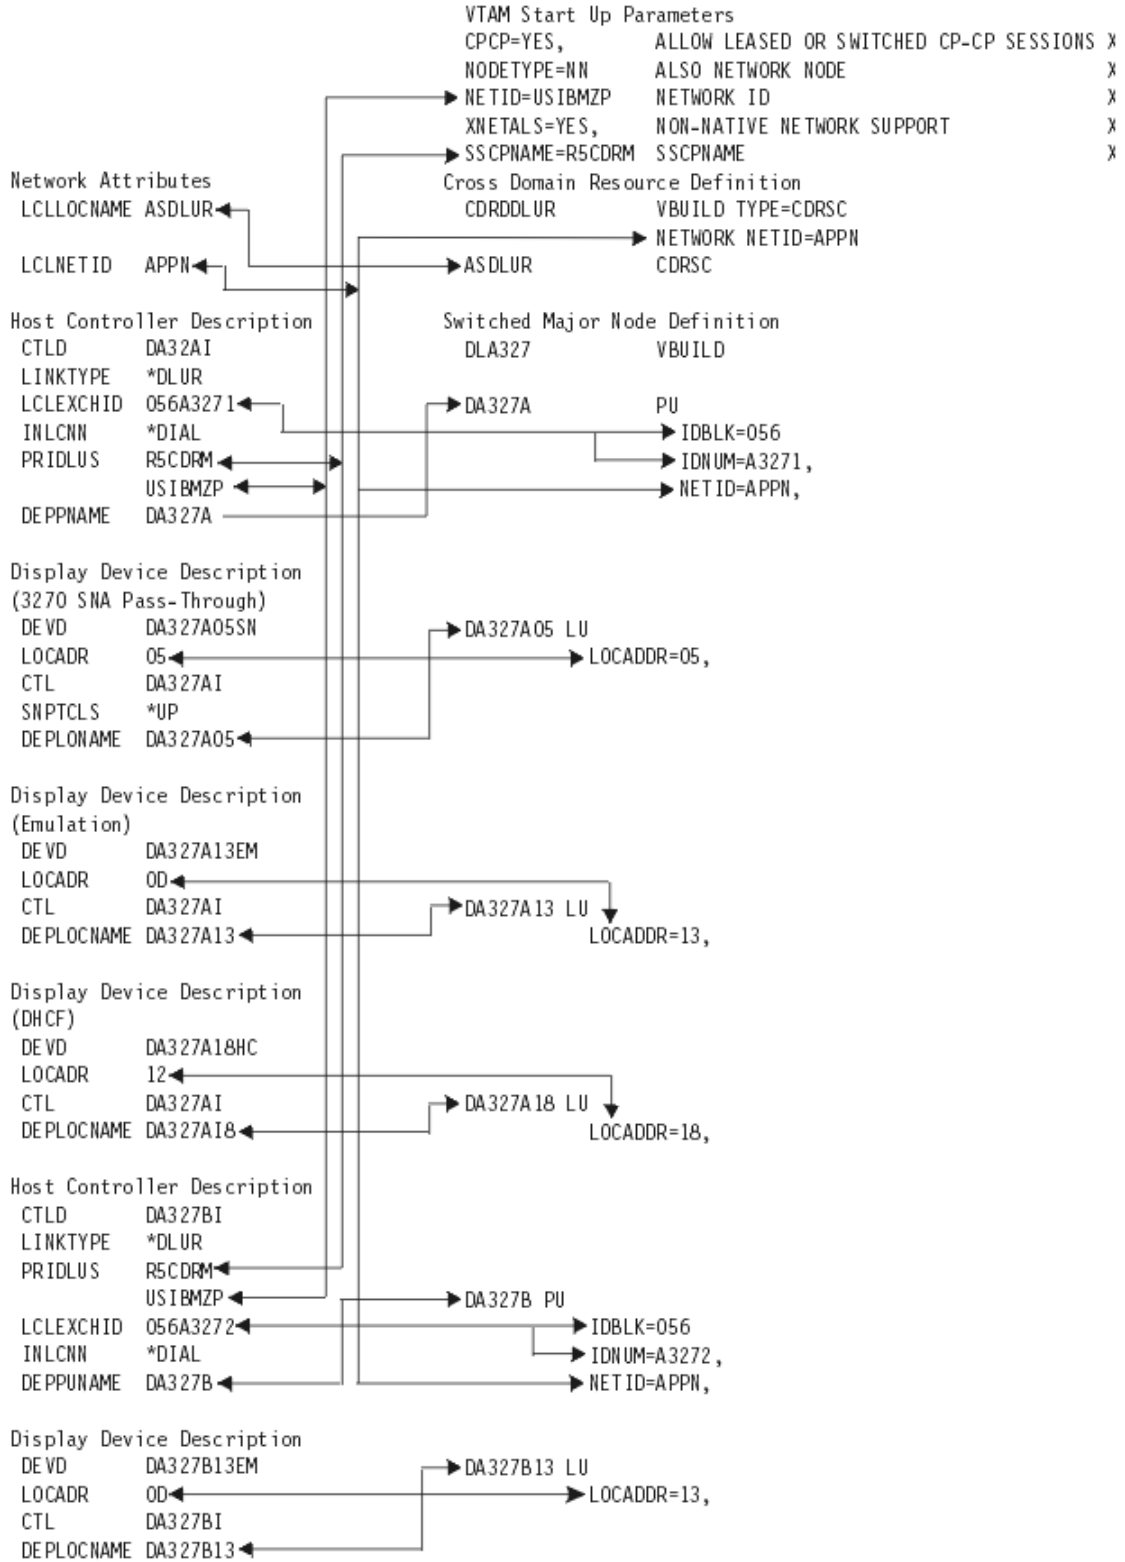 VTAM Start Up Parameters
CPCP=YES, ALLOW LEASED OR SWITCHED CP-CP SESSIONS X
NODETYPE=NN ALSO NETWORK NODE X
NETID=USIBMZP NETWORK ID X
XNETALS=YES, NON-NATIVE NETWORK SUPPORT X
SSCPNAME=R5CDRM SSCPNAME X
Network Attributes Cross Domain Resource Definition
LCLLOCNAME ASDLUR CDRDDLUR VBUILD TYPE=CDRSC
NETWORK NETID=APPN
LCLNETID APPN ASDLUR CDRSC
Host Controller Description Switched Major Node Definition
CTLD DA32AI DLA327 VBUILD
LINKTYPE *DLUR
LCLEXCHID 056A3271 DA327A PU
INLCNN *DIAL IDBLK=056
PRIDLUS R5CDRM IDNUM=A3271,
USIBMZP NETID=APPN,
DEPPNAME DA327A
Display Device Description
(3270 SNA Pass-Through)
DEVD DA327A05SN DA327A05 LU
LOCADR 05 LOCADDR=05,
CTL DA327AI
SNPTCLS *UP
DEPLONAME DA327A05
Display Device Description
(Emulation)
DEVD DA327A13EM
LOCADR 0D
CTL DA327AI DA327A13 LU
DEPLOCNAME DA327A13 LOCADDR=13,
Display Device Description
(DHCF)
DEVD DA327A18HC
LOCADR 12
CTL DA327AI DA327A18 LU
DEPLOCNAME DA327AI8 LOCADDR=18,
Host Controller Description
CTLD DA327BI
LINKTYPE *DLUR
PRIDLUS R5CDRM
USIBMZP DA327B PU
LCLEXCHID 056A3272 IDBLK=056
INLCNN *DIAL IDNUM=A3272,
DEPPUNAME DA327B NETID=APPN,
Display Device Description
DEVD DA327B13EM DA327B13 LU
LOCADR 0D LOCADDR=13,
CTL DA327BI
DEPLOCNAME DA327B13